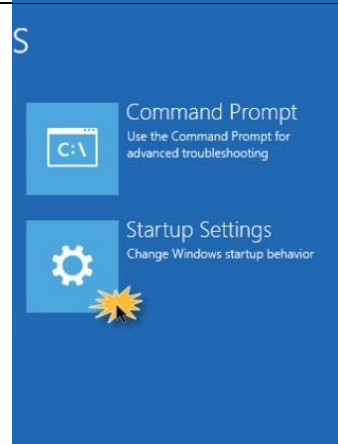 S
C:\
Command Prompt
Use the Command Prompt for
advanced troubleshooting
Startup Settings
Change Windows startup behavior